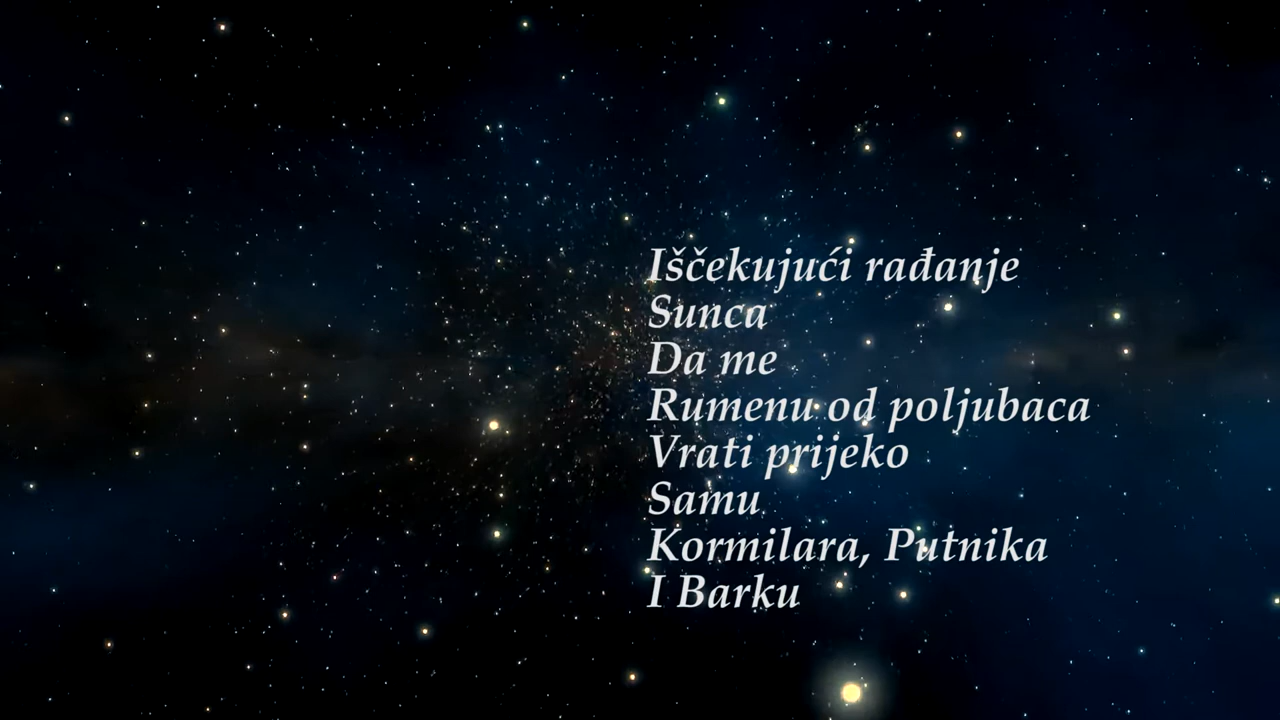 Iščekujući rađanje
Sunca
Da me
Rumenu od poljubaca
Vrati prijeko
Samu
Kormilara, Putnika
I Barku